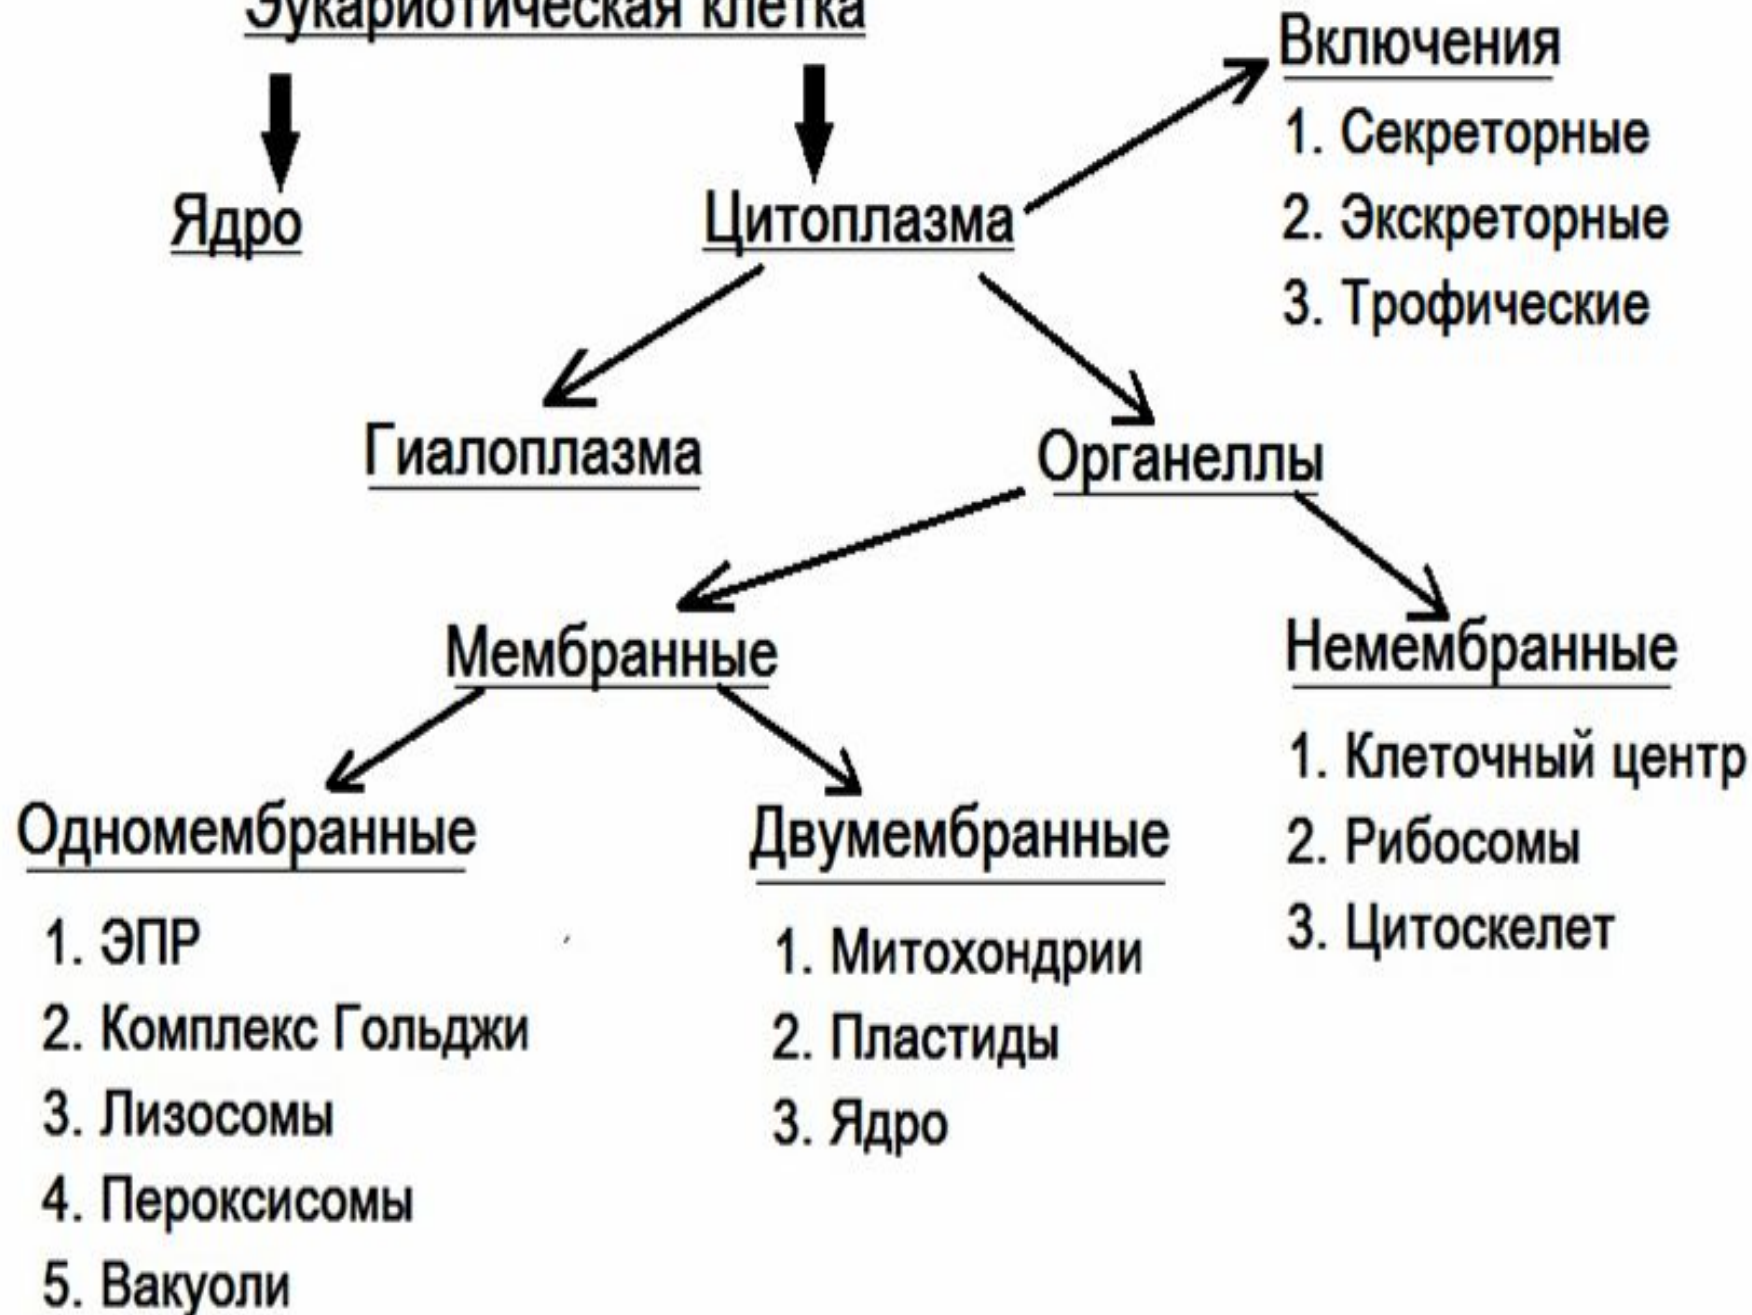 Эукариотическая клетка
Включения
1. Секреторные
2. Экскреторные
3. Трофические
Ядро
Цитоплазма
Гиалоплазма
Органеллы
Мембранные
Немембранные
1. Клеточный центр
2. Рибосомы
3. Цитоскелет
Одномембранные
1. ЭПР
2. Комплекс Гольджи
3. Лизосомы
4. Пероксисомы
5. Вакуоли
Двумембранные
1. Митохондрии
2. Пластиды
3. Ядро